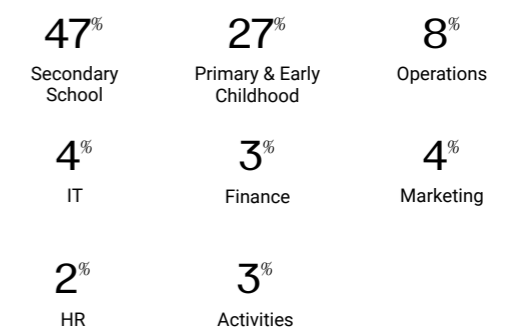 47%
Secondary
School
27%
Primary & Early
Childhood
8%
Operations
4%
IT
3%
Finance
4%
Marketing
2%
HR
3%
Activities